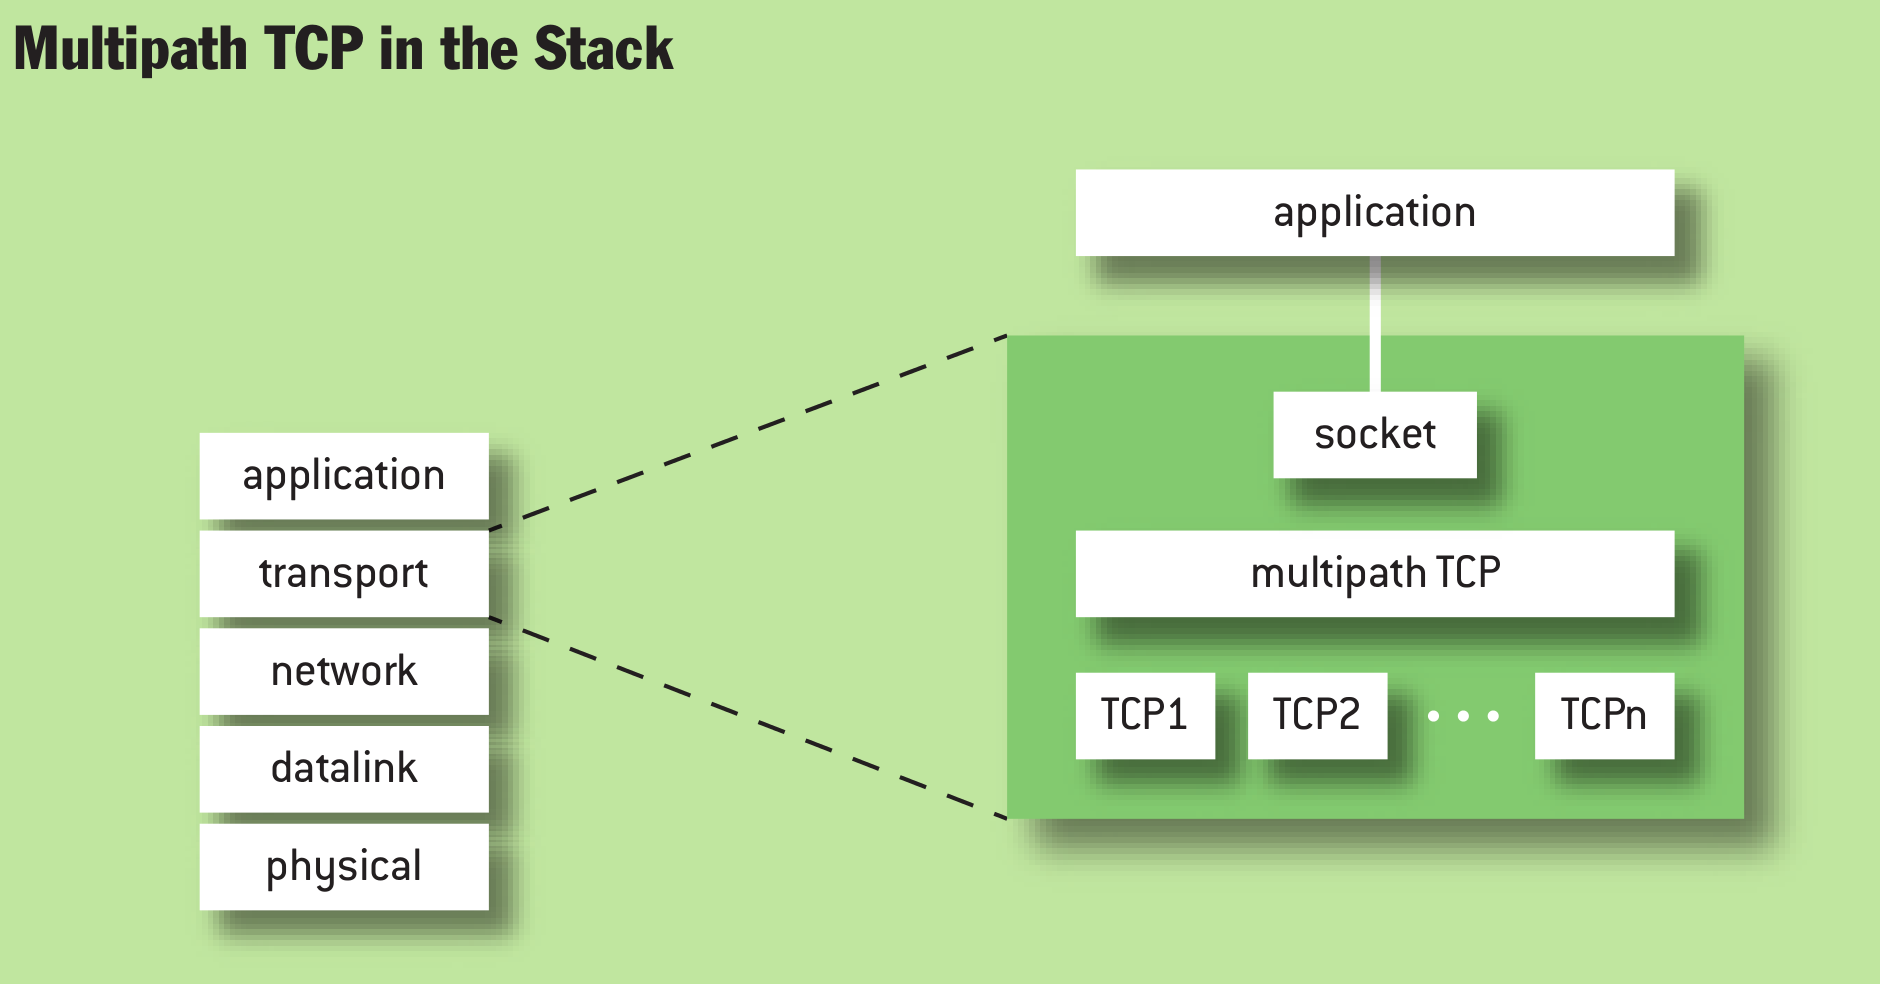 Multipath TCP in the Stack
application
transport
network
datalink
physical
application
socket
multipath TCP
TCP1 TCP2 • • • TCPn